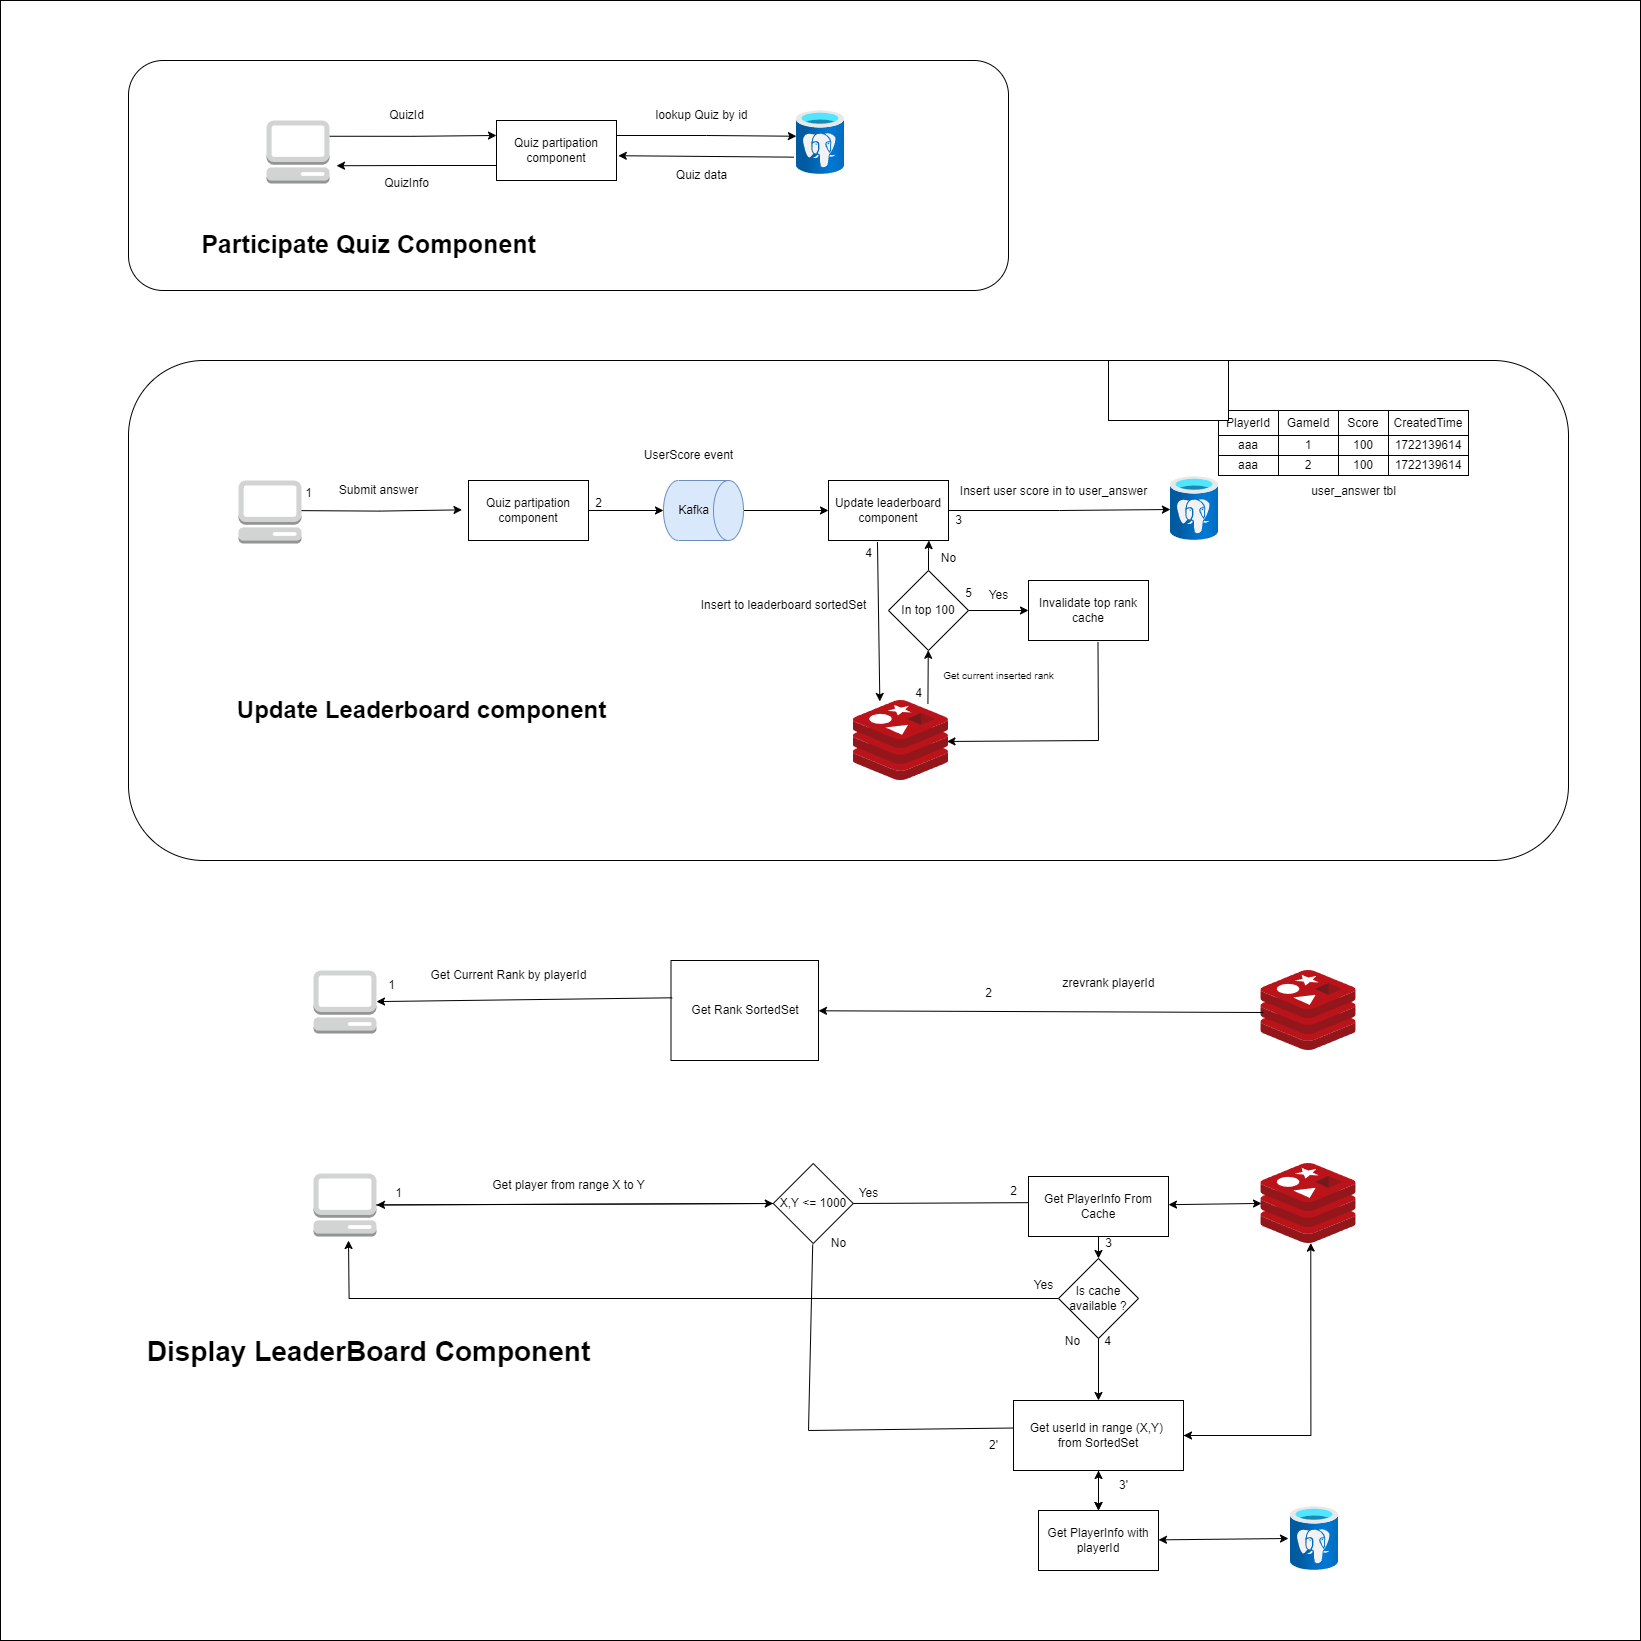 QuizId
lookup Quiz by id
Quiz partipation
component
QuizInfo
Quiz data
Participate Quiz Component
PlayerId GameId Score CreatedTime
aaa 1 100 1722139614
aaa 2 100 1722139614
user_answer tbl
UserScore event
1
Submit answer
Quiz partipation
component
2
Kafka
Update leaderboard
component
Insert user score in to user_answer
3
4
No
Insert to leaderboard sortedSet
In top 100
5
Yes
Invalidate top rank
cache
Get current inserted rank
4
Update Leaderboard component
1
Get Current Rank by playerId
Get Rank SortedSet
2
zrevrank playerId
1
Get player from range X to Y
X,Y <= 1000
Yes
No
2
Get PlayerInfo From
Cache
3
Yes
Is cache
available ?
No
4
Display LeaderBoard Component
Get userId in range (X,Y)
from SortedSet
2'
3'
Get PlayerInfo with
playerId